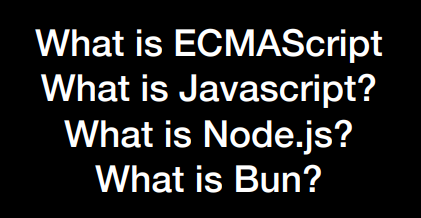 What is ECMAScript
What is Javascript?
What is Node.js?
What is Bun?